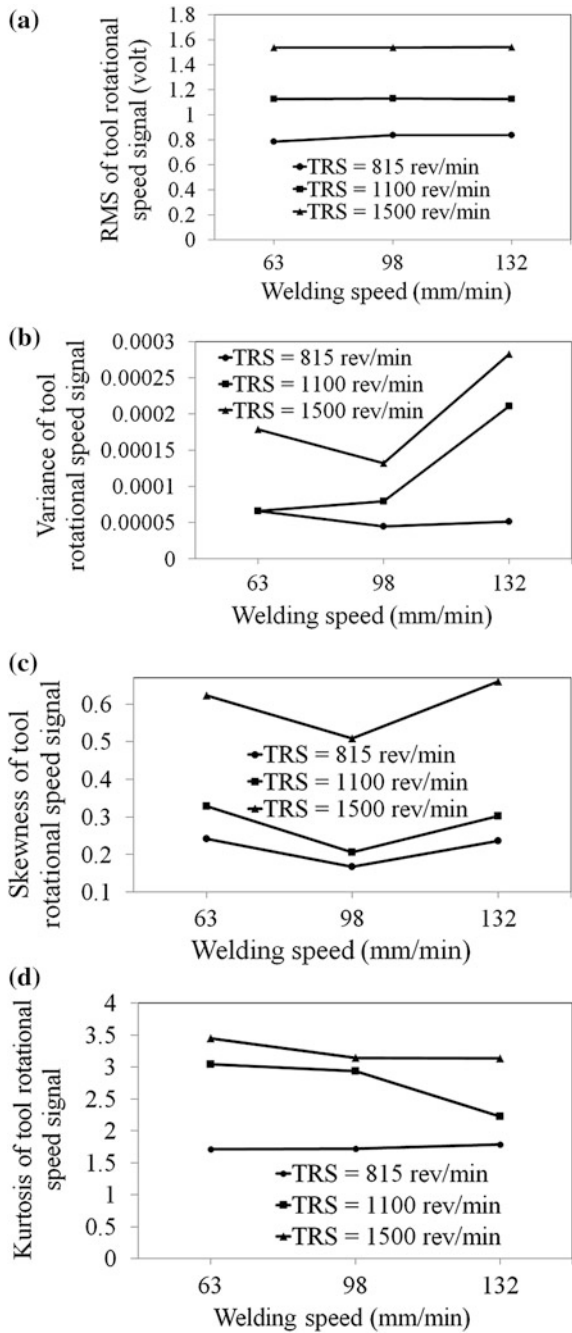 (a)
RMS of tool rotational
speed signal (volt)
1.8
1.6
1.4
1.2
1
0.8
0.6
0.4
0.2
0
TRS = 815 rev/min
TRS = 1100 rev/min
TRS = 1500 rev/min
63 98 132
Welding speed (mm/min)
(b)
Variance of tool
rotational speed signal
0.0003
0.00025
0.0002
0.00015
0.0001
0.00005
0
TRS = 815 rev/min
TRS = 1100 rev/min
TRS = 1500 rev/min
63 98 132
Welding speed (mm/min)
(c)
Skewness of tool
rotational speed signal
0.6
0.5
0.4
0.3
0.2
0.1
TRS = 815 rev/min
TRS = 1100 rev/min
TRS = 1500 rev/min
63 98 132
Welding speed (mm/min)
(d)
Kurtosis of tool rotational
speed signal
4
3.5
3
2.5
2
1.5
1
0.5
0
TRS = 815 rev/min
TRS = 1100 rev/min
TRS = 1500 rev/min
63 98 132
Welding speed (mm/min)